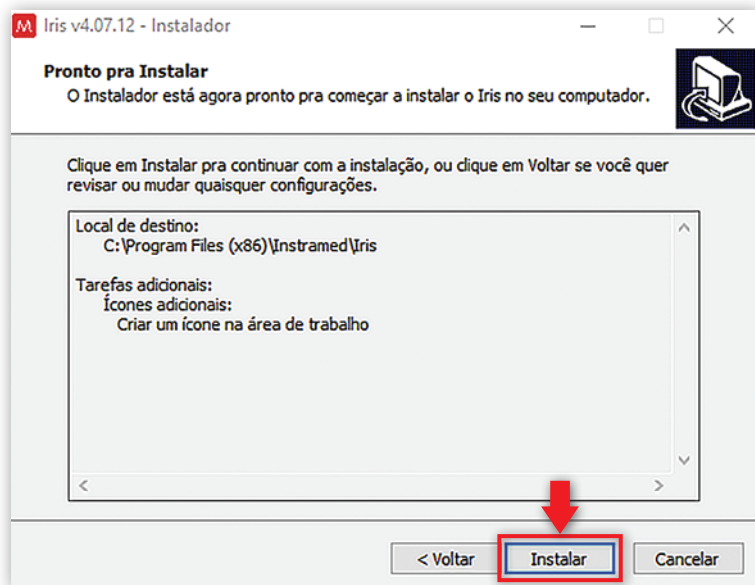 Iris v4.07.12 - Instalador
Pronto pra Instalar
O Instalador está agora pronto pra começar a instalar o Iris no seu computador.
Clique em Instalar pra continuar com a instalação, ou clique em Voltar se você quer
revisar ou mudar quaisquer configurações.
Local de destino:
C:\Program Files (x86)\Instramed\Iris
Tarefas adicionais:
Ícones adicionais:
Criar um ícone na área de trabalho
< Voltar Instalar Cancelar